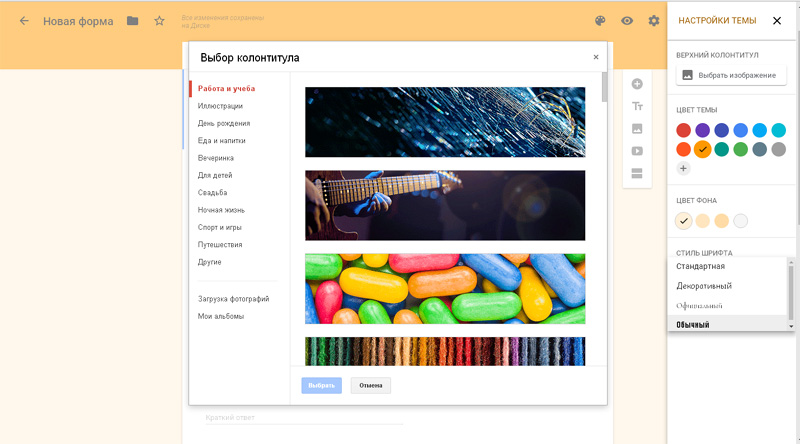 Новая форма
Все изменения сохранены
на Диске
НАСТРОЙКИ ТЕМЫ
Выбор колонтитула
Работа и учеба
Иллюстрации
День рождения
Еда и напитки
Вечеринка
Для детей
Свадьба
Ночная жизнь
Спорт и игры
Путешествия
Другие
Загрузка фотографий
Мои альбомы
Выбрать
Отмена
Краткий ответ
Тт
ВЕРХНИЙ КОЛОНТИТУЛ
Выбрать изображение
ЦВЕТ ТЕМЫ
ЦВЕТ ФОНА
СТИЛЬ ШРИФТА
Стандартная
Декоративный
Официальный
Обычный